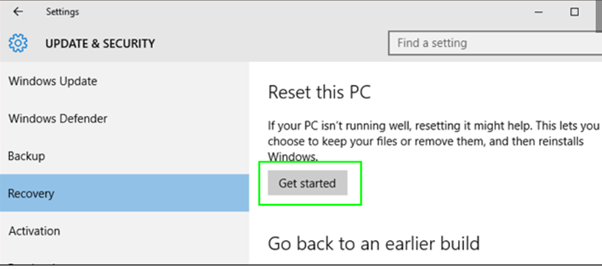 Settings
UPDATE & SECURITY
Find a setting
Windows Update
Windows Defender
Backup
Recovery
Activation
Reset this PC
If your PC isn't running well, resetting it might help. This lets you
choose to keep your files or remove them, and then reinstalls
Windows.
Get started
Go back to an earlier build